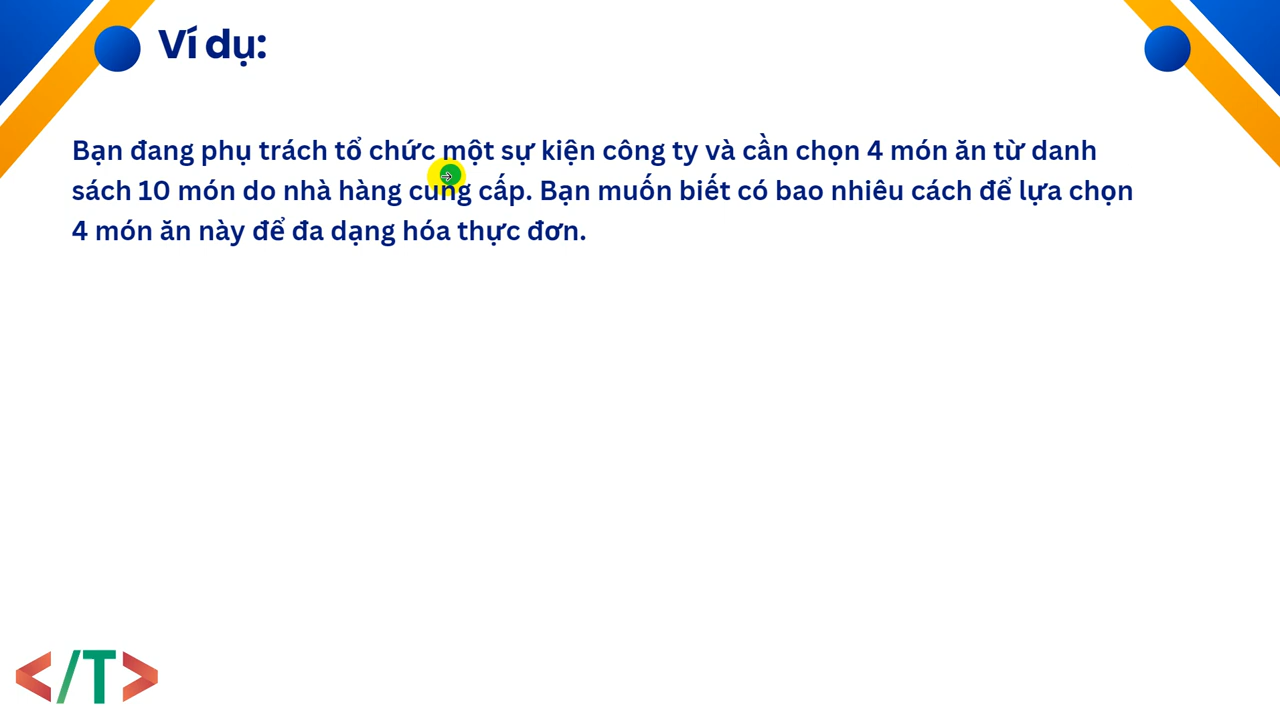 Ví dụ:
Bạn đang phụ trách tổ chức một sự kiện công ty và cần chọn 4 món ăn từ danh
sách 10 món do nhà hàng cung cấp. Bạn muốn biết có bao nhiêu cách để lựa chọn
4 món ăn này để đa dạng hóa thực đơn.
</T>